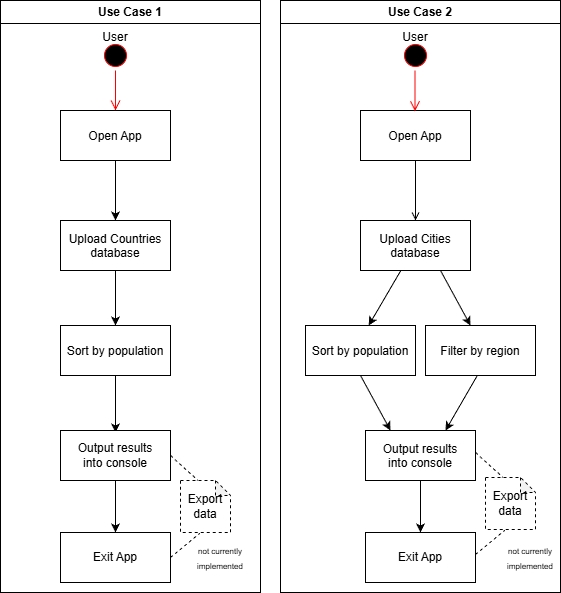 Use Case 1
User
Open App
Upload Countries
database
Sort by population
Output results
into console
Export
data
Exit App
not currently
implemented
Use Case 2
User
Open App
Upload Cities
database
Sort by population
Filter by region
Output results
into console
Export
data
Exit App
not currently
implemented